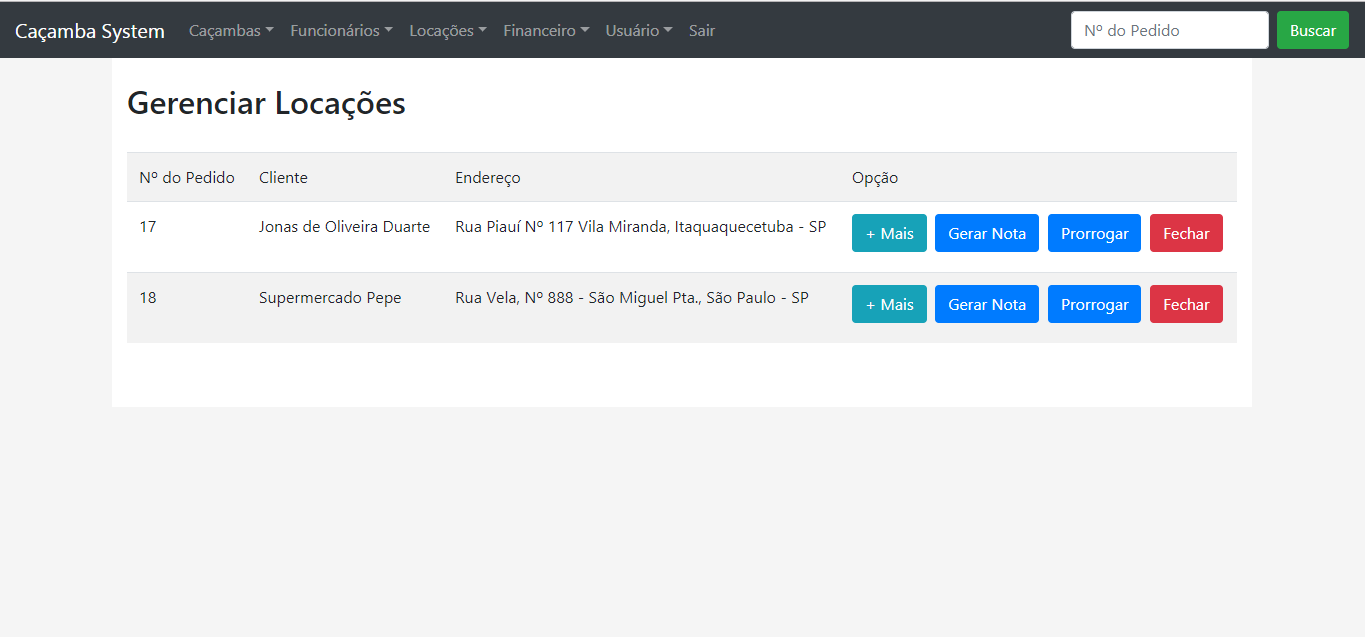 Caçamba System Caçambas Funcionários Locações Financeiro Usuário Sair Nº do Pedido Buscar
Gerenciar Locações
Nº do Pedido Cliente Endereço Opção
17 Jonas de Oliveira Duarte Rua Piauí Nº 117 Vila Miranda, Itaquaquecetuba - SP + Mais Gerar Nota Prorrogar Fechar
18 Supermercado Pepe Rua Vela, Nº 888 - São Miguel Pta., São Paulo - SP + Mais Gerar Nota Prorrogar Fechar